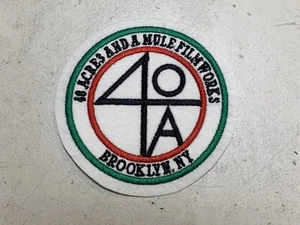 40 ACRES AND A MULE FILMWORKS
40
A
BROOKLYN, NY